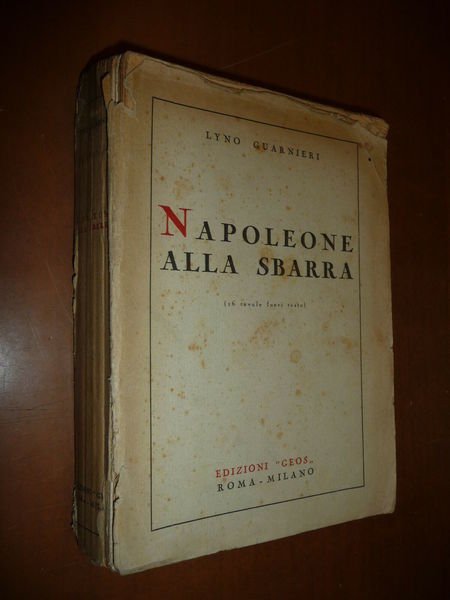 LYNO GUARNIERI
NAPOLEONE
ALLA SBARRA
(16 tavole fuori testo)
EDIZIONI "CEOS„
ROMA - MILANO